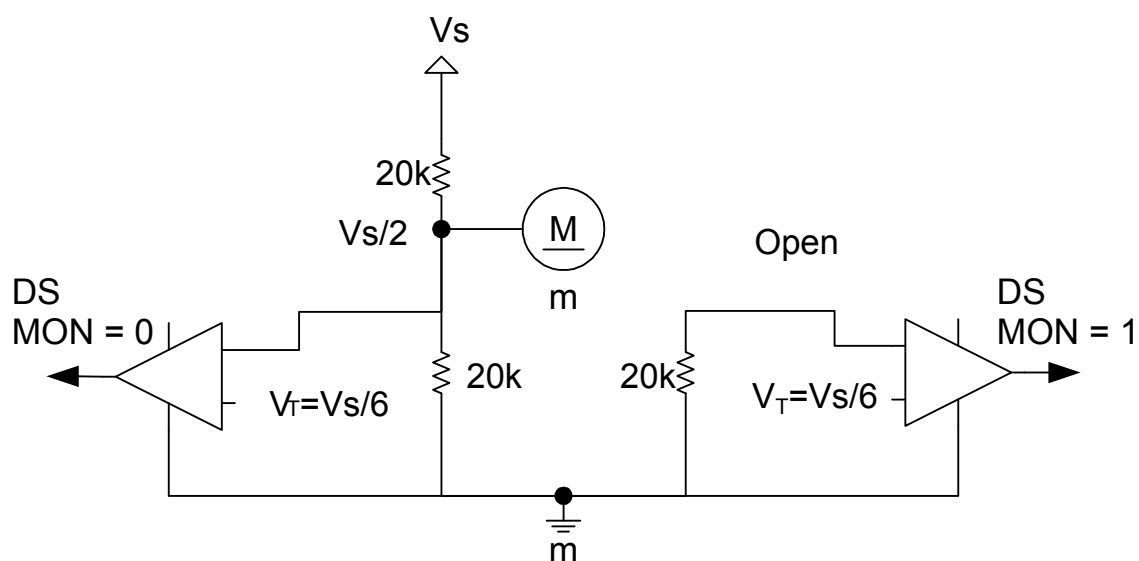 Vs
20k
Vs/2
M
m
Open
DS
MON = 0
DS
MON = 1
20k
20k
VT=Vs/6
VT=Vs/6
m